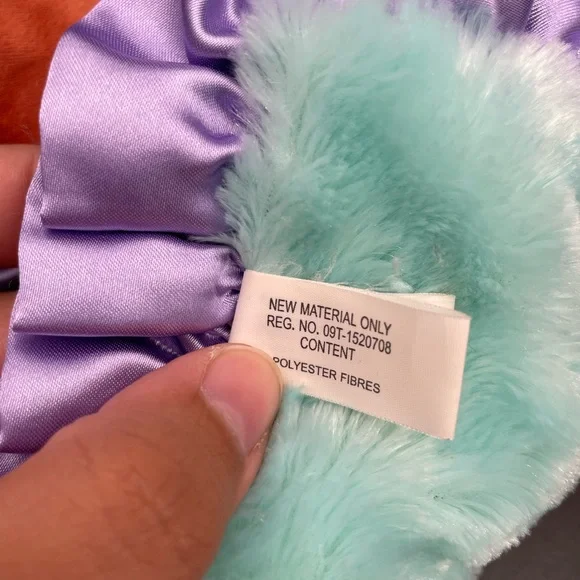 NEW MATERIAL ONLY
REG. NO. 09T-1520708
CONTENT
POLYESTER FIBRES